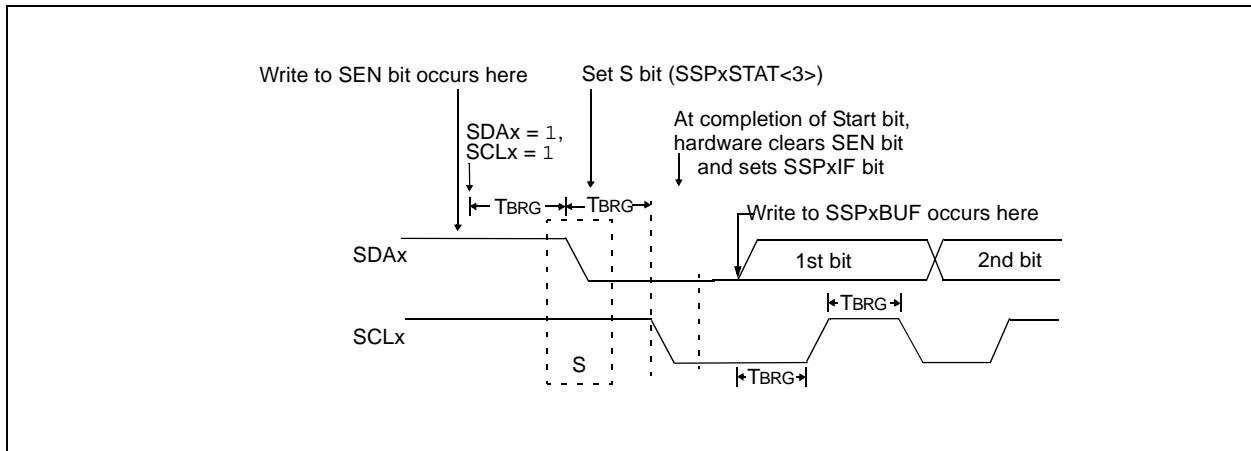 Write to SEN bit occurs here
Set S bit (SSPxSTAT<3>)
At completion of Start bit,
hardware clears SEN bit
and sets SSPxIF bit
SDAx = 1,
SCLx = 1
TBRG
TBRG
Write to SSPxBUF occurs here
SDAx
1st bit
2nd bit
TBRG
SCLx
S
TBRG